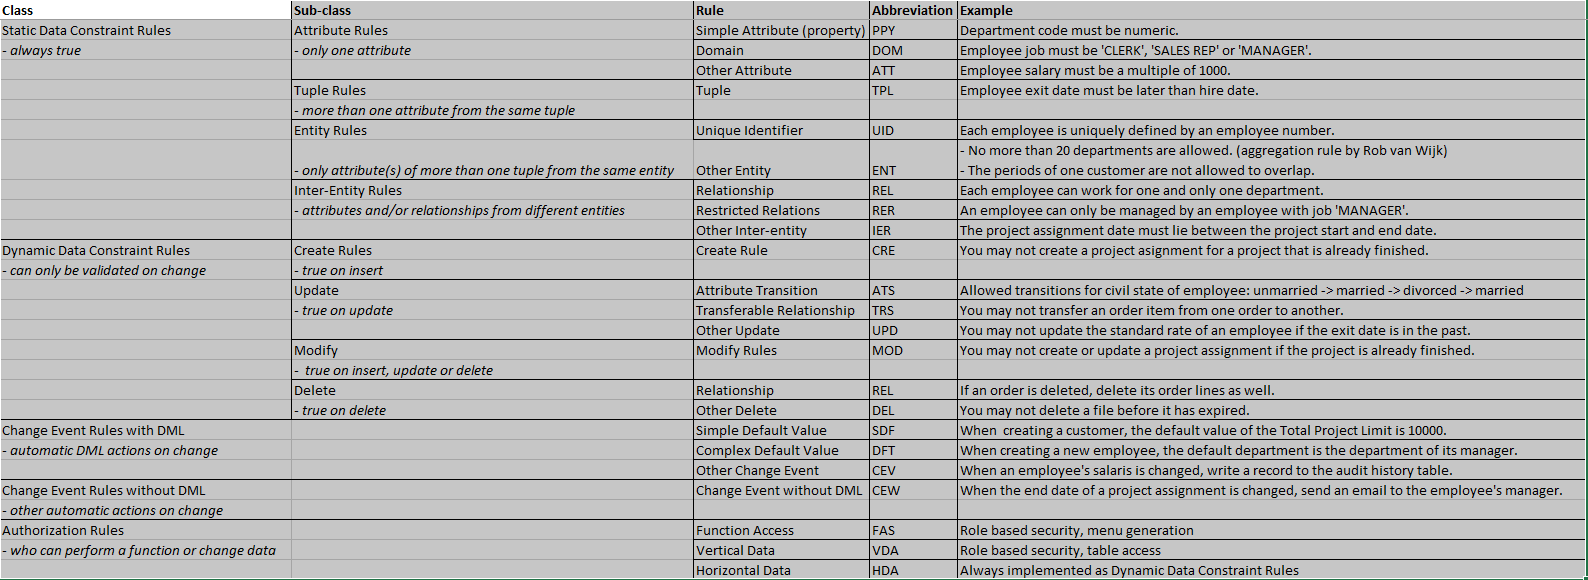 Class Sub-class Rule Abbreviation Example
Static Data Constraint Rules Attribute Rules Simple Attribute (property) PPY Department code must be numeric.
- always true - only one attribute Domain DOM Employee job must be 'CLERK', 'SALES REP' or 'MANAGER'.
Other Attribute ATT Employee salary must be a multiple of 1000.
Tuple Rules Tuple TPL Employee exit date must be later than hire date.
- more than one attribute from the same tuple
Entity Rules Unique Identifier UID Each employee is uniquely defined by an employee number.
- No more than 20 departments are allowed. (aggregation rule by Rob van Wijk)
- only attribute(s) of more than one tuple from the same entity Other Entity ENT - The periods of one customer are not allowed to overlap.
Inter-Entity Rules Relationship REL Each employee can work for one and only one department.
- attributes and/or relationships from different entities Restricted Relations RER An employee can only be managed by an employee with job 'MANAGER'.
Other Inter-entity IER The project assignment date must lie between the project start and end date.
Dynamic Data Constraint Rules Create Rules Create Rule CRE You may not create a project asignment for a project that is already finished.
- can only be validated on change - true on insert
Update Attribute Transition ATS Allowed transitions for civil state of employee: unmarried -> married -> divorced -> married
- true on update Transferable Relationship TRS You may not transfer an order item from one order to another.
Other Update UPD You may not update the standard rate of an employee if the exit date is in the past.
Modify Modify Rules MOD You may not create or update a project assignment if the project is already finished.
- true on insert, update or delete
Delete Relationship REL If an order is deleted, delete its order lines as well.
- true on delete Other Delete DEL You may not delete a file before it has expired.
Change Event Rules with DML Simple Default Value SDF When creating a customer, the default value of the Total Project Limit is 10000.
- automatic DML actions on change Complex Default Value DFT When creating a new employee, the default department is the department of its manager.
Other Change Event CEV When an employee's salaris is changed, write a record to the audit history table.
Change Event Rules without DML Change Event without DML CEW When the end date of a project assignment is changed, send an email to the employee's manager.
- other automatic actions on change
Authorization Rules Function Access FAS Role based security, menu generation
- who can perform a function or change data Vertical Data VDA Role based security, table access
Horizontal Data HDA Always implemented as Dynamic Data Constraint Rules